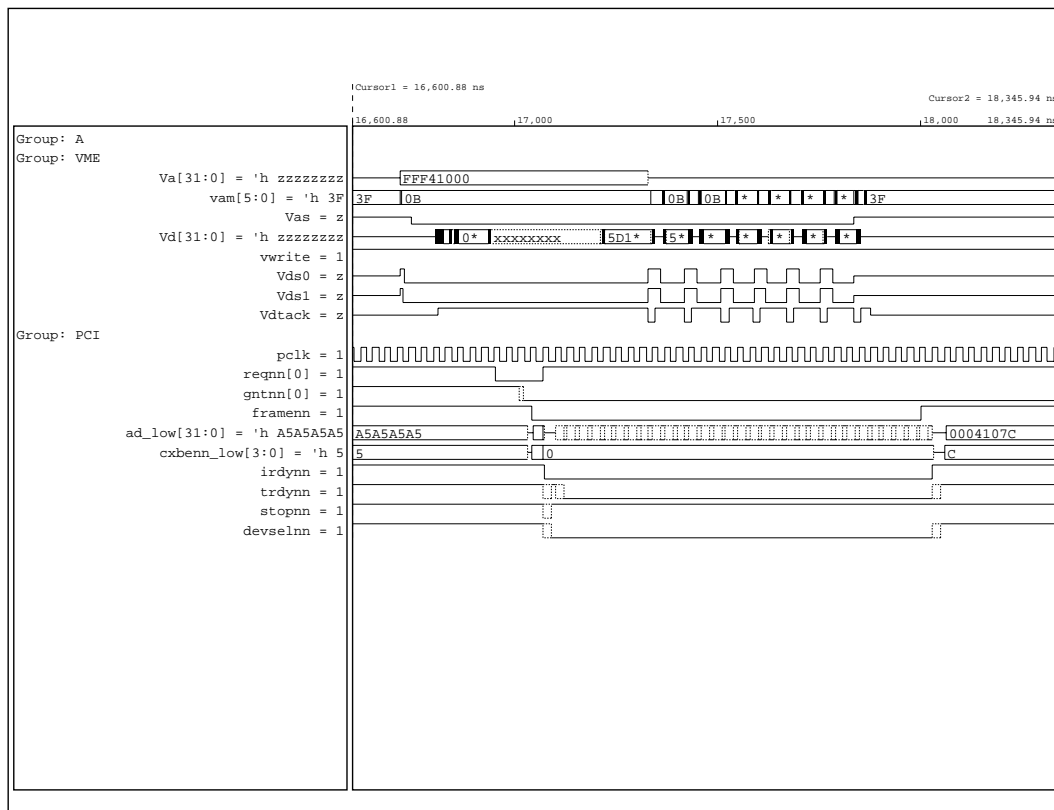 Cursor1 = 16,600.88 ns
Cursor2 = 18,345.94 ns
16,600.88 17,000 17,500 18,000 18,345.94 ns
Group: A
Group: VME
Va[31:0] = 'h zzzzzzzz FFF41000
vam[5:0] = 'h 3F 3F 0B 0B 0B * * * * 3F
Vas = z
Vd[31:0] = 'h zzzzzzzz 0* xxxxxxxx 5D1* 5* * * * * *
vwrite = 1
Vds0 = z
Vds1 = z
Vdtack = z
Group: PCI
pclk = 1
reqnn[0] = 1
gntnn[0] = 1
framenn = 1
ad_low[31:0] = 'h A5A5A5A5 A5A5A5A5 0004107C
cxbenn_low[3:0] = 'h 5 5 0 C
irdynn = 1
trdynn = 1
stopnn = 1
devselnn = 1